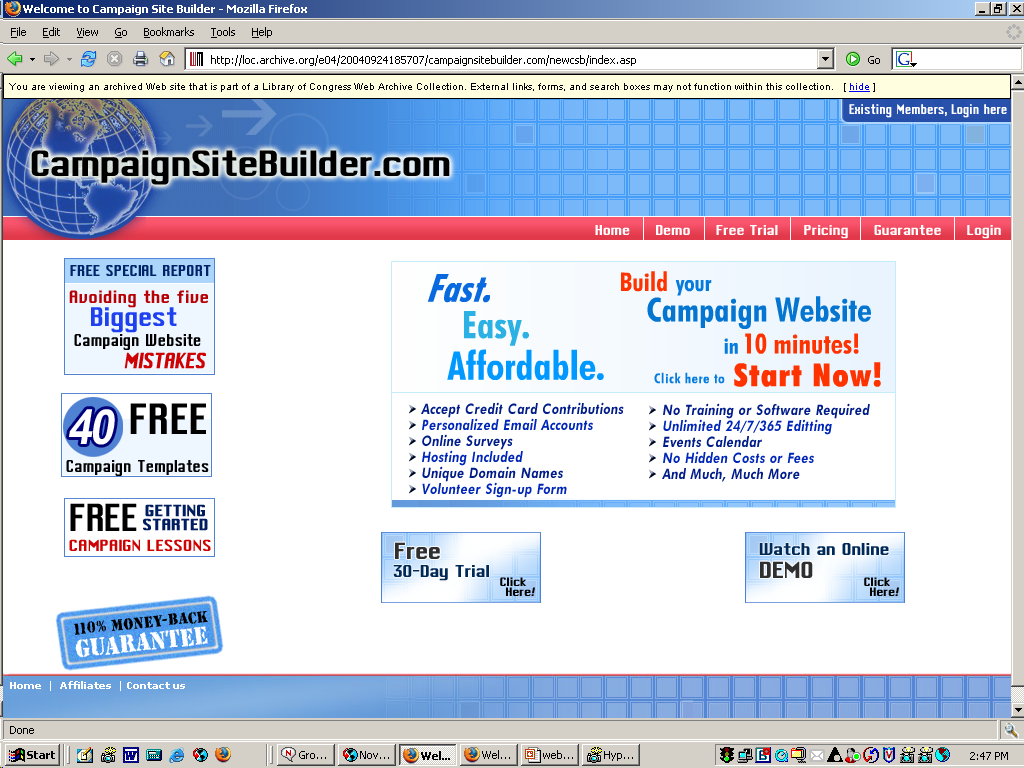 Welcome to Campaign Site Builder - Mozilla Firefox
File Edit View Go Bookmarks Tools Help
http://loc.archive.org/e04/20040924185707/campaignsitebuilder.com/newcsb/index.asp Go G
You are viewing an archived Web site that is part of a Library of Congress Web Archive Collection. External links, forms, and search boxes may not function within this collection. [ hide ]
Existing Members, Login here
CampaignSiteBuilder.com
Home Demo Free Trial Pricing Guarantee Login
FREE SPECIAL REPORT
Avoiding the five
Biggest
Campaign Website
MISTAKES
40 FREE
Campaign Templates
FREE GETTING STARTED
CAMPAIGN LESSONS
110% MONEY-BACK
GUARANTEE
Fast.
Easy.
Affordable.
Build your
Campaign Website
in 10 minutes!
Click here to Start Now!
Accept Credit Card Contributions
Personalized Email Accounts
Online Surveys
Hosting Included
Unique Domain Names
Volunteer Sign-up Form
No Training or Software Required
Unlimited 24/7/365 Editting
Events Calendar
No Hidden Costs or Fees
And Much, Much More
Free
30-Day Trial
Click
Here!
Watch an Online
DEMO
Click
Here!
Home | Affiliates | Contact us
Done
Start Gro... Nov... Wel... Wel... web... Hyp... 2:47 PM